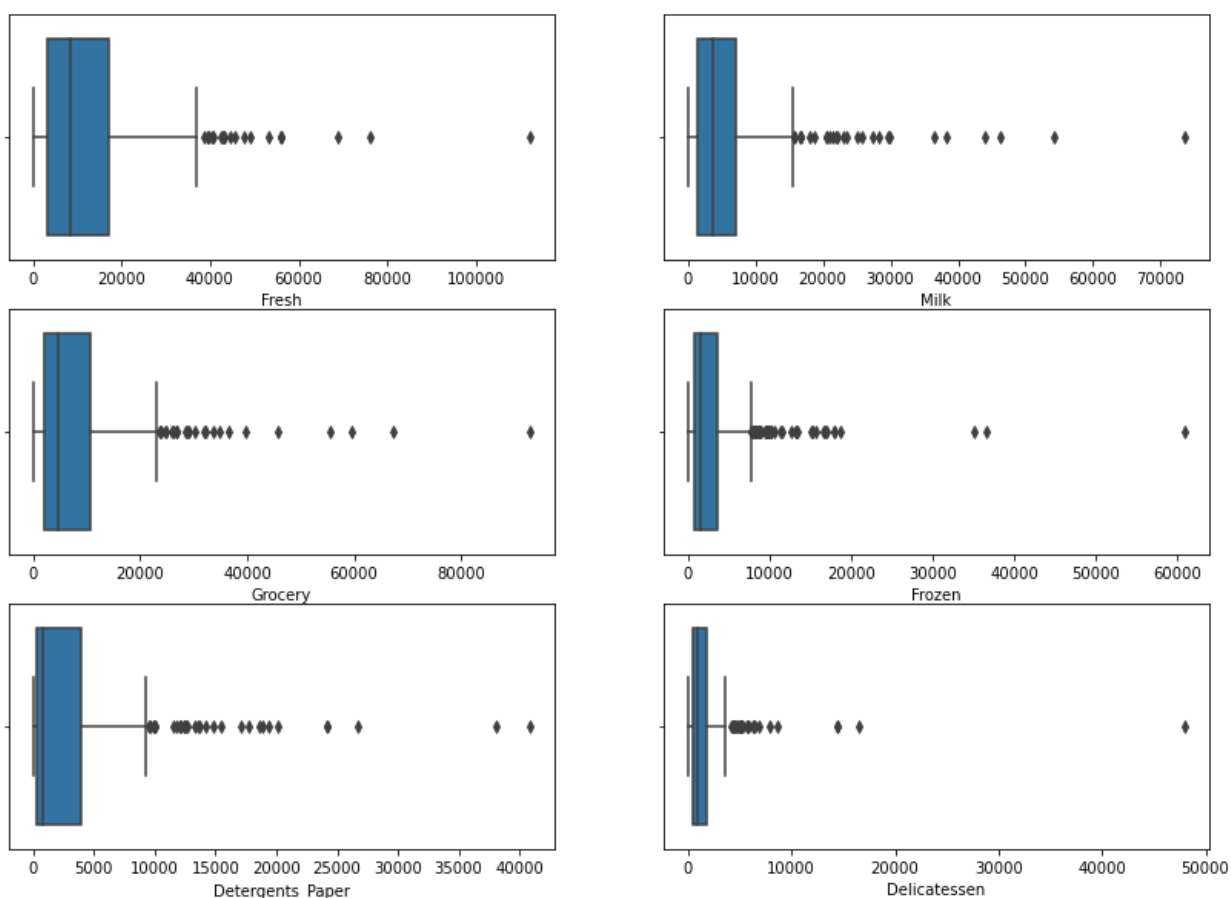 0 20000 40000 60000 80000 100000
Fresh
0 10000 20000 30000 40000 50000 60000 70000
Milk
0 20000 40000 60000 80000
Grocery
0 10000 20000 30000 40000 50000 60000
Frozen
0 5000 10000 15000 20000 25000 30000 35000 40000
Detergents_Paper
0 10000 20000 30000 40000 50000
Delicatessen